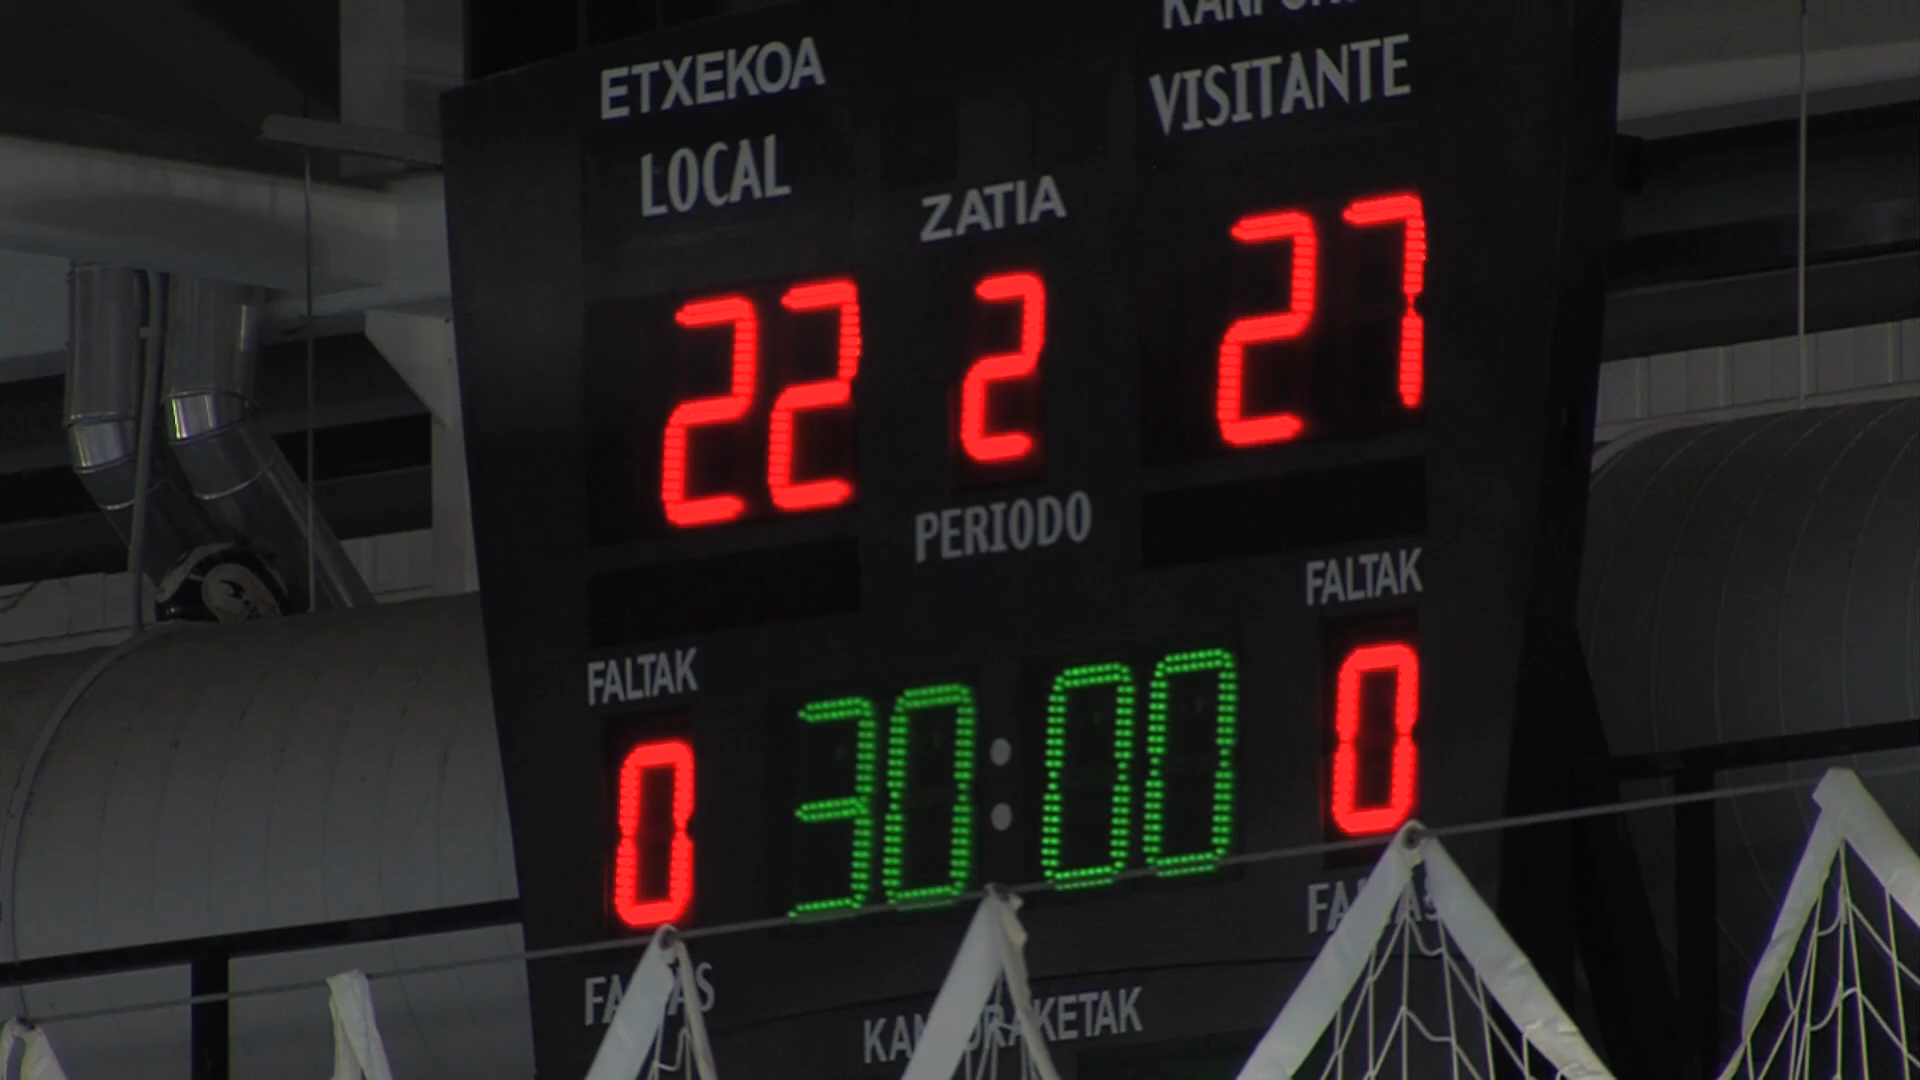 ETXEKOA
VISITANTE
LOCAL
ZATIA
22 2 27
PERIODO
FALTAK
FALTAK
0 30:00 0